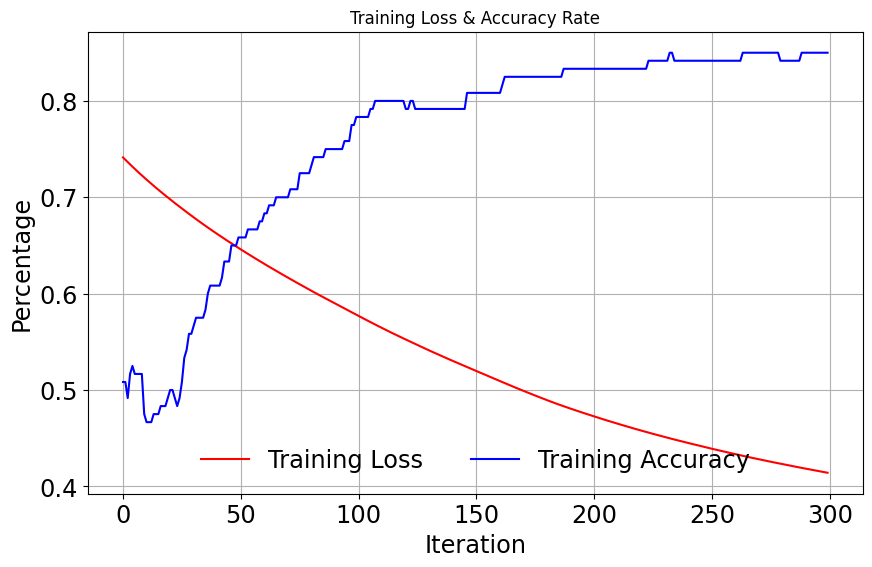 Training Loss & Accuracy Rate
0.8
0.7
0.6
0.5
0.4
Percentage
Training Loss
Training Accuracy
0 50 100 150 200 250 300
Iteration